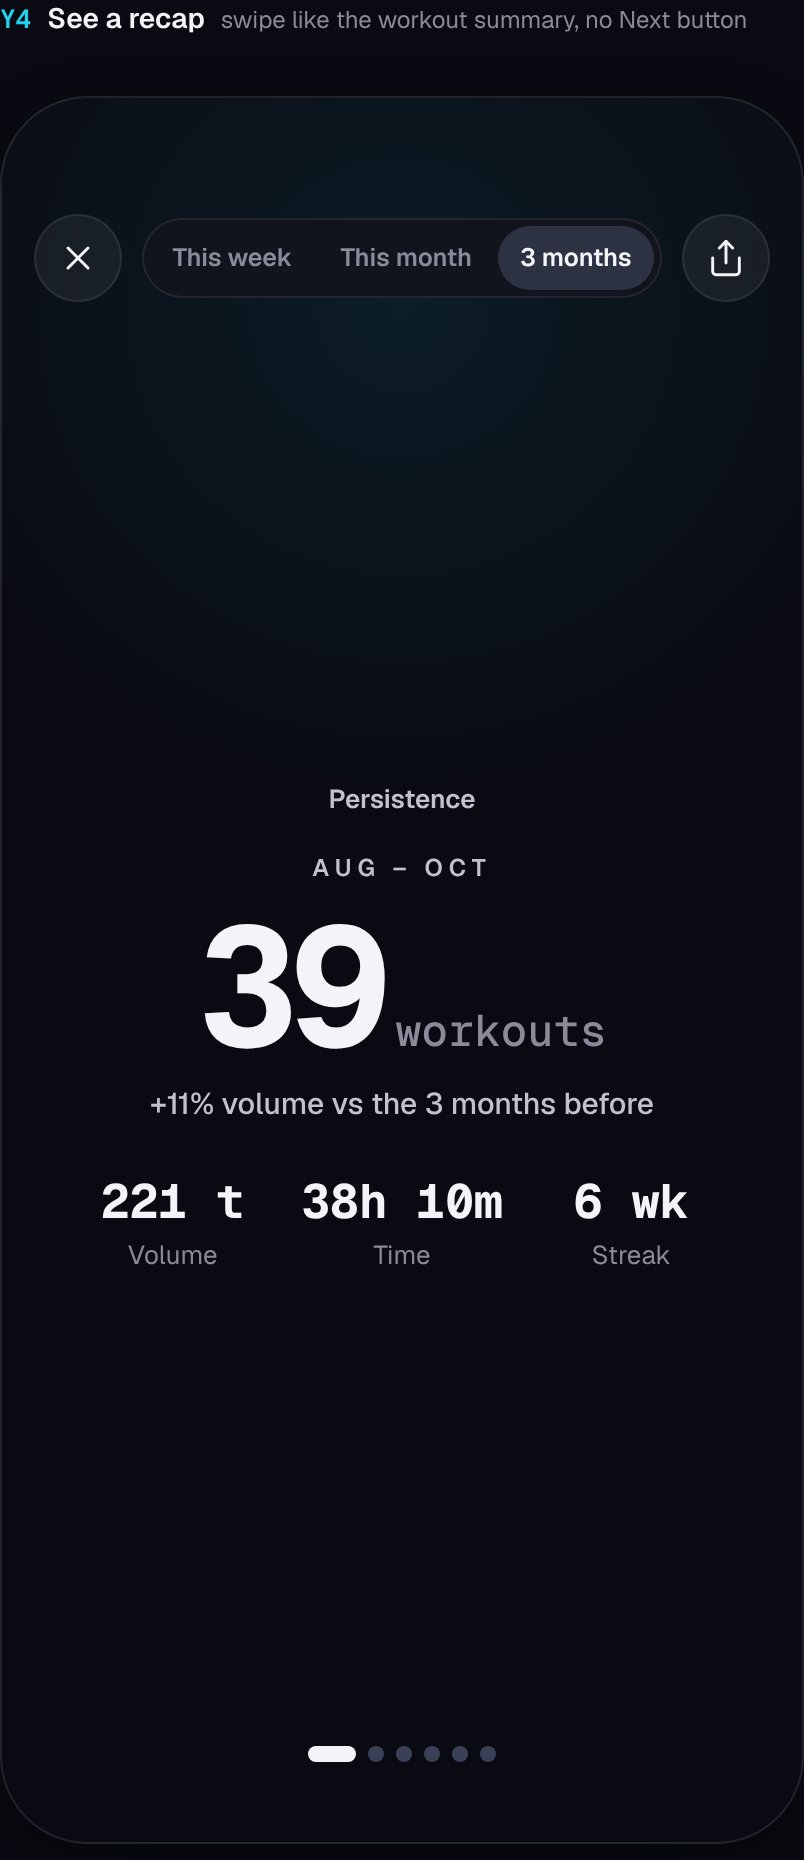 Y4 See a recap swipe like the workout summary, no Next button
This week This month 3 months
Persistence
AUG – OCT
39 workouts
+11% volume vs the 3 months before
221 t 38h 10m 6 wk
Volume Time Streak